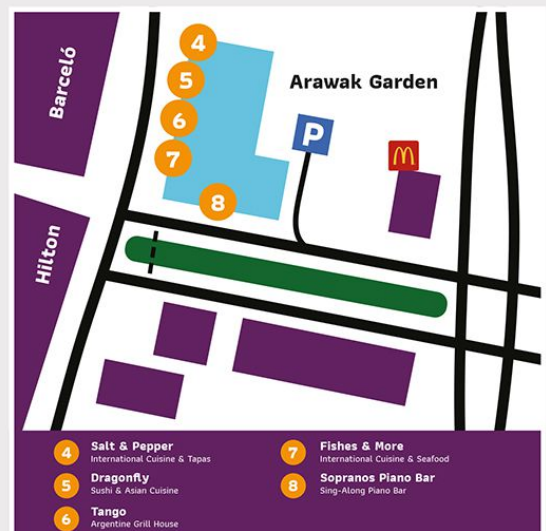 Barceló
4
5
Arawak Garden
6
P
7
M
8
Hilton
4 Salt & Pepper
International Cuisine & Tapas
5 Dragonfly
Sushi & Asian Cuisine
6 Tango
Argentine Grill House
7 Fishes & More
International Cuisine & Seafood
8 Sopranos Piano Bar
Sing-Along Piano Bar